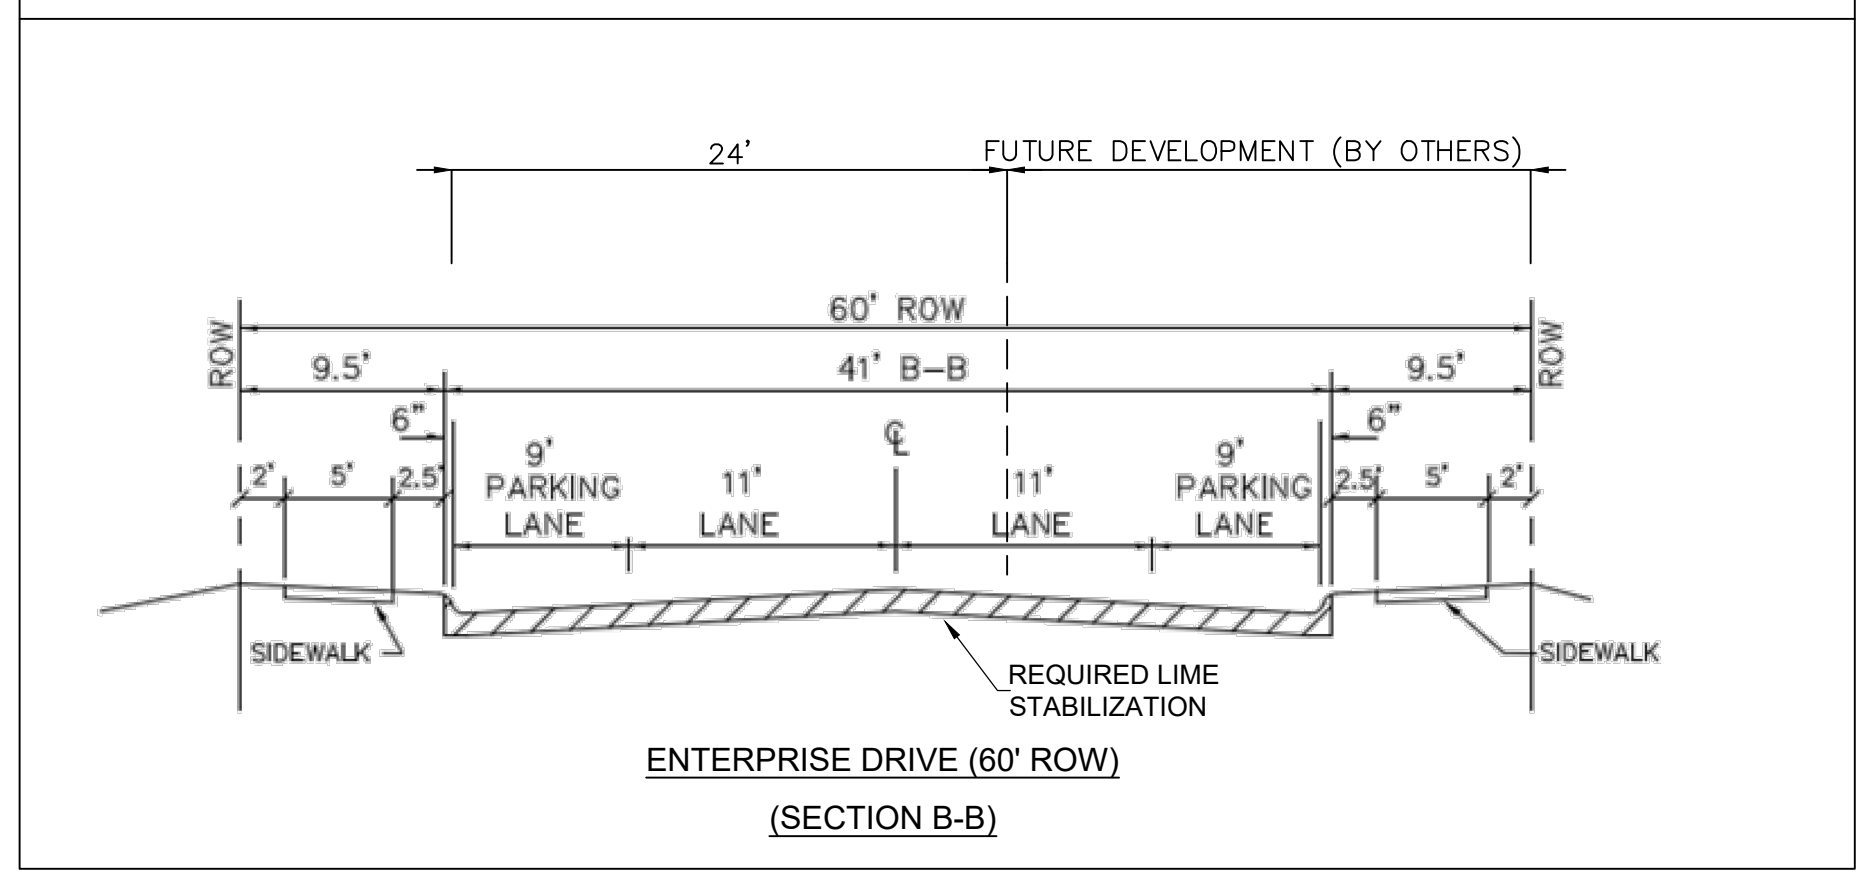 24'
FUTURE DEVELOPMENT (BY OTHERS)
60' ROW
ROW
ROW
9.5'
41' B-B
9.5'
6"
℄
6"
2'
5'
2.5'
9'
PARKING
LANE
11'
LANE
11'
LANE
9'
PARKING
LANE
2.5'
5'
2'
SIDEWALK
SIDEWALK
REQUIRED LIME
STABILIZATION
ENTERPRISE DRIVE (60' ROW)
(SECTION B-B)